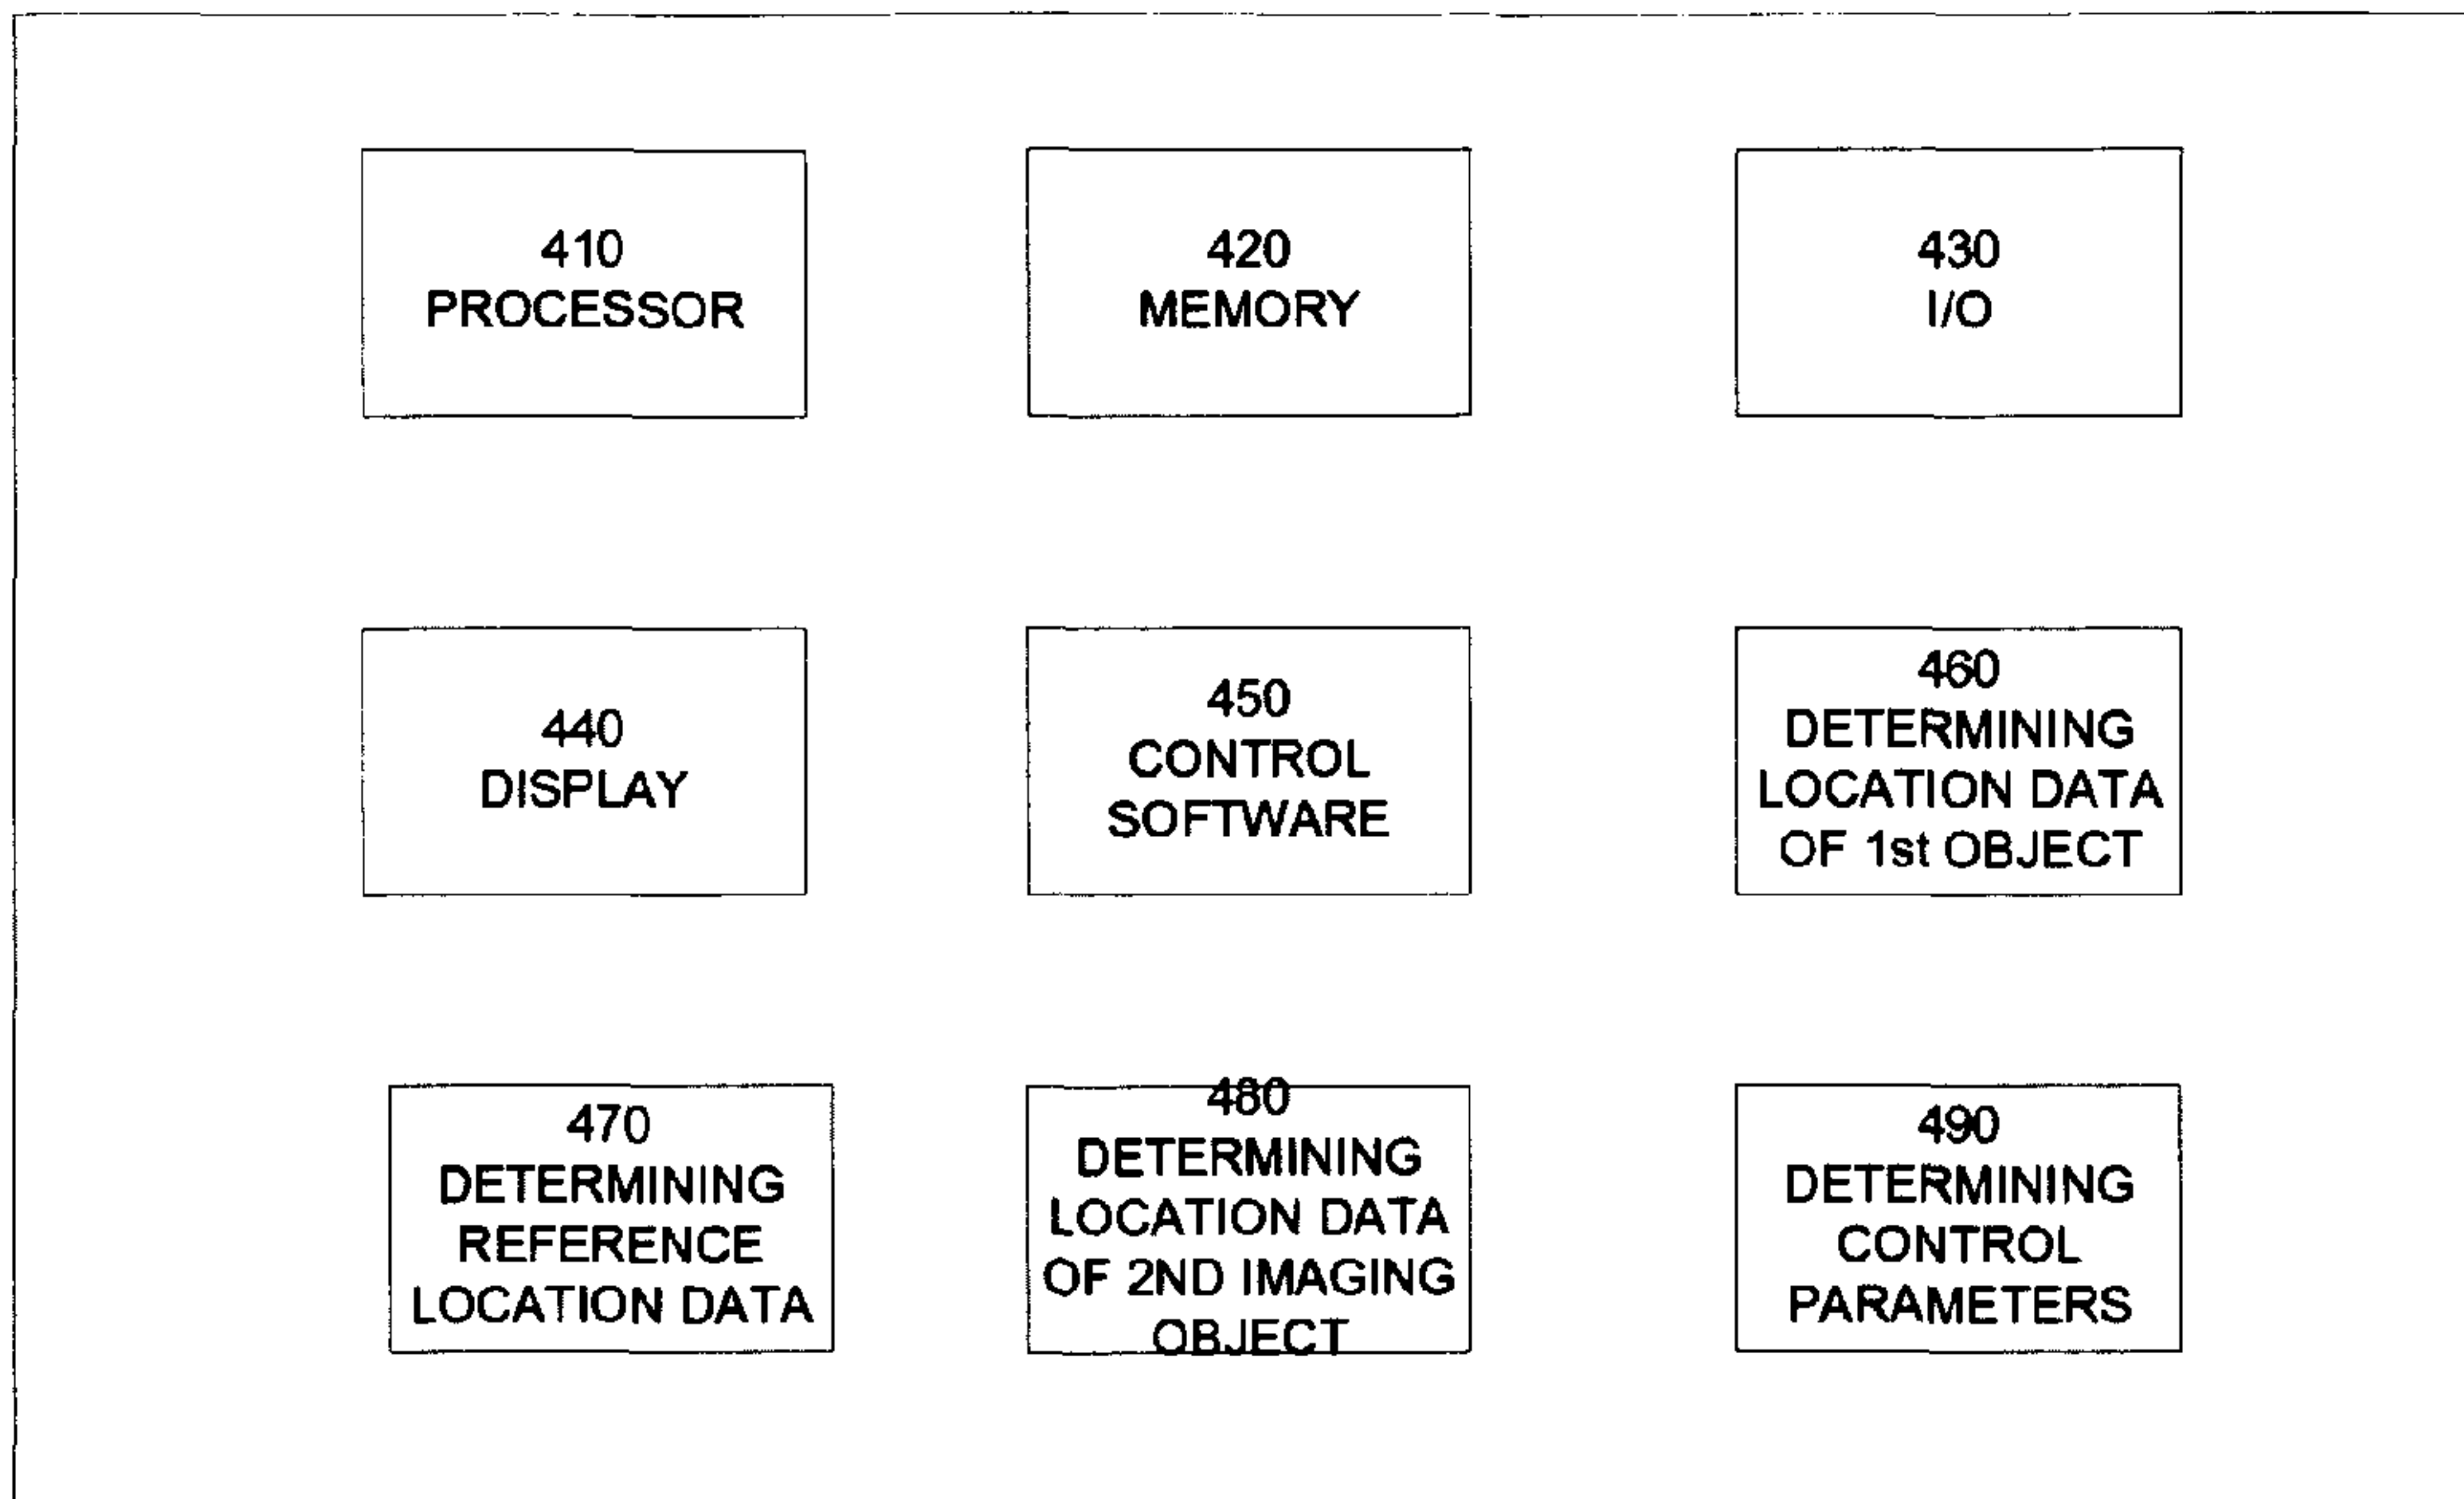 410
PROCESSOR
420
MEMORY
430
I/O
440
DISPLAY
450
CONTROL
SOFTWARE
460
DETERMINING
LOCATION DATA
OF 1st OBJECT
470
DETERMINING
REFERENCE
LOCATION DATA
480
DETERMINING
LOCATION DATA
OF 2ND IMAGING
OBJECT
490
DETERMINING
CONTROL
PARAMETERS